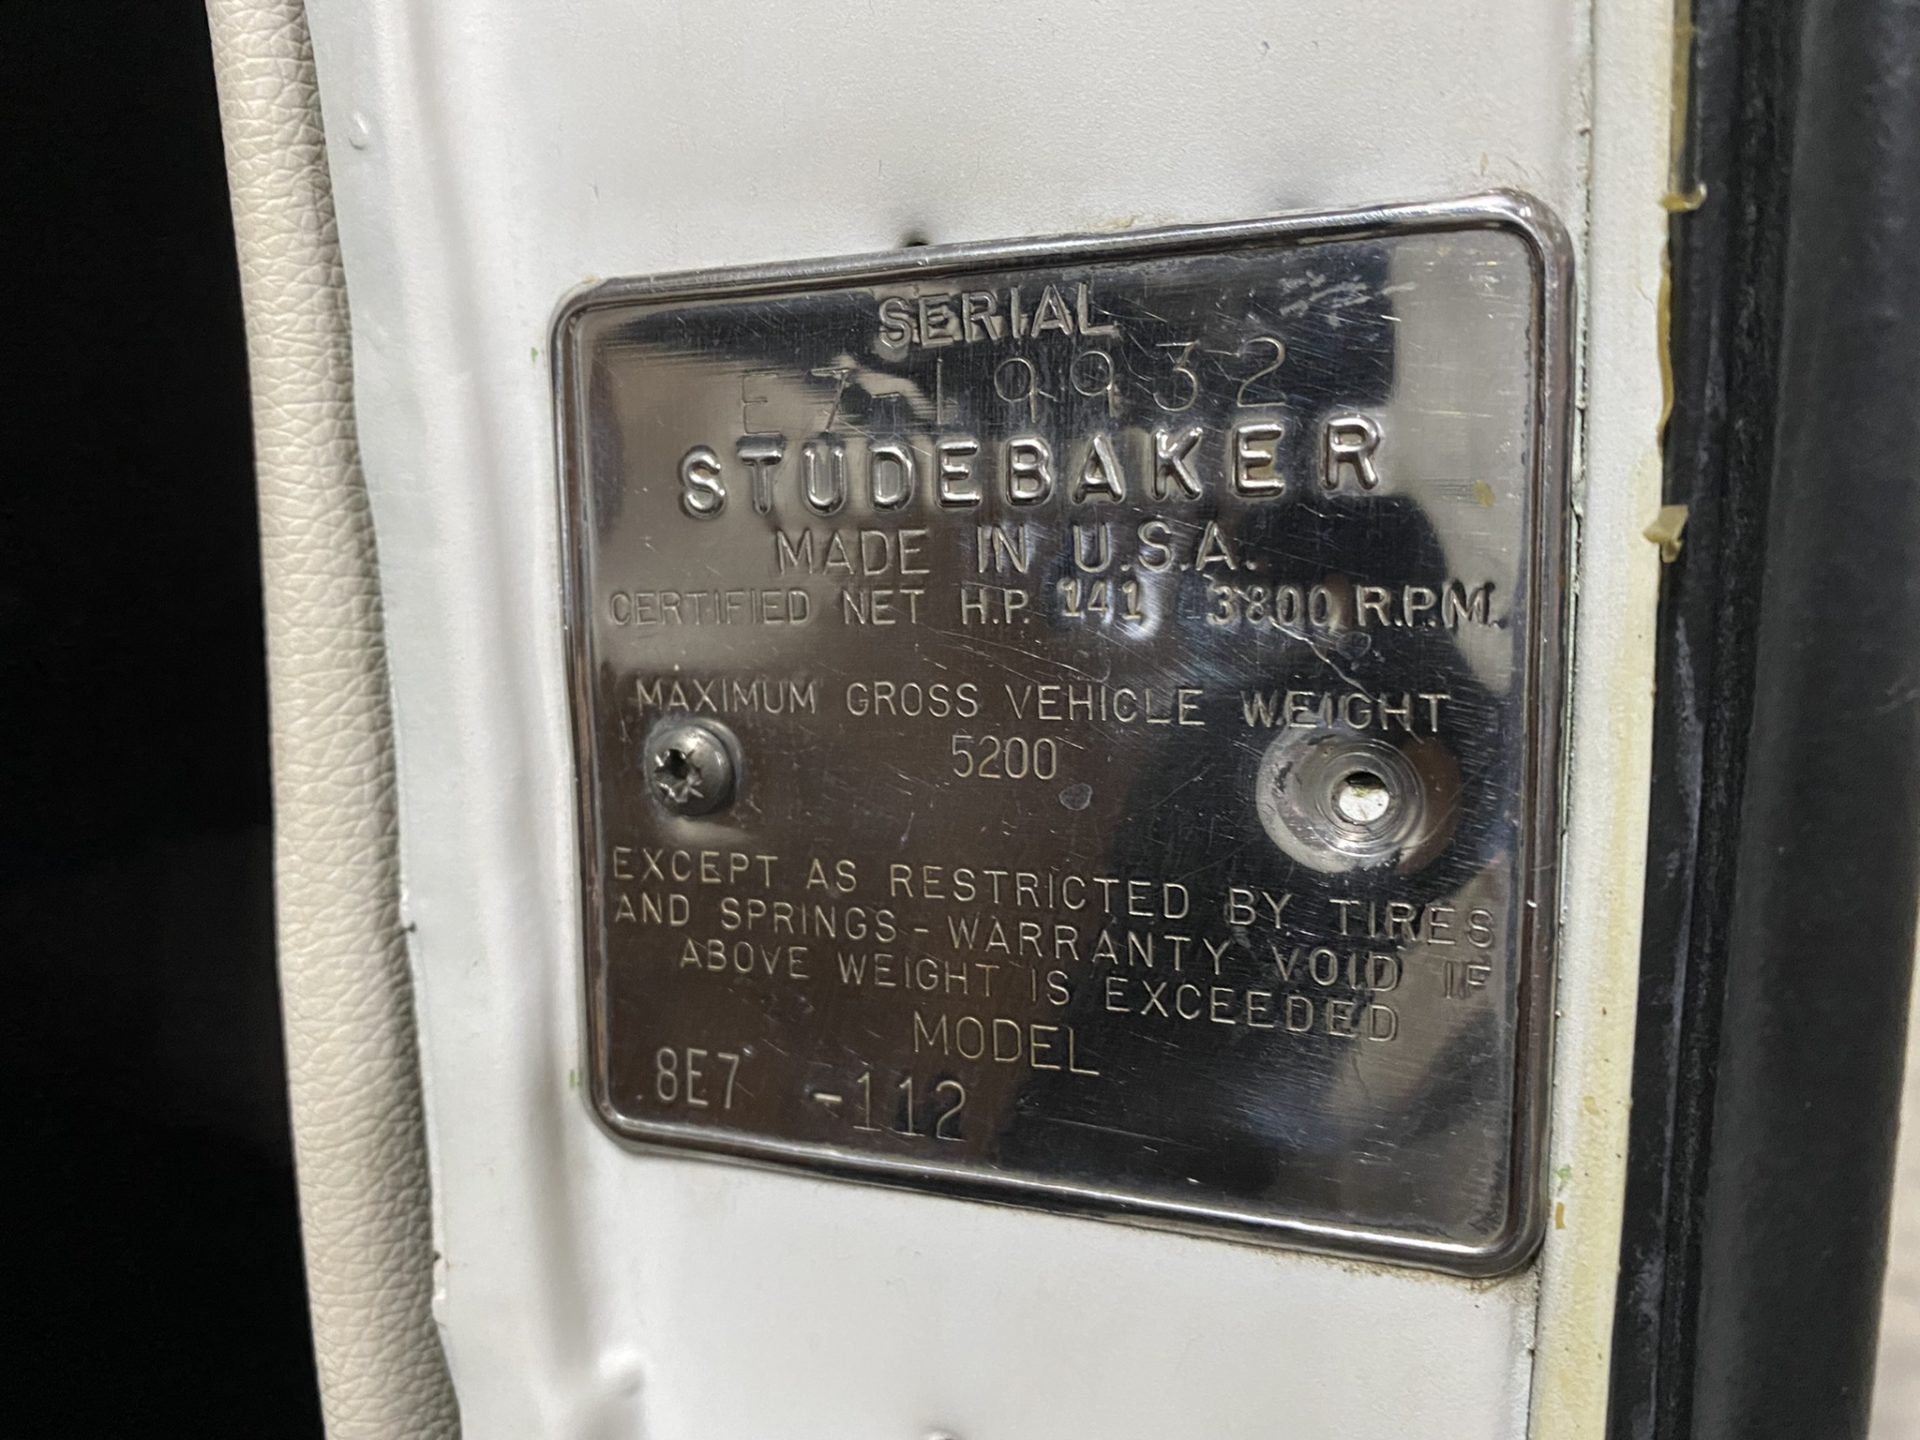 SERIAL
E7-19932
STUDEBAKER
MADE IN U.S.A.
CERTIFIED NET H.P. 141 3800 R.P.M.
MAXIMUM GROSS VEHICLE WEIGHT
5200
EXCEPT AS RESTRICTED BY TIRES
AND SPRINGS - WARRANTY VOID IF
ABOVE WEIGHT IS EXCEEDED
MODEL
8E7 -112